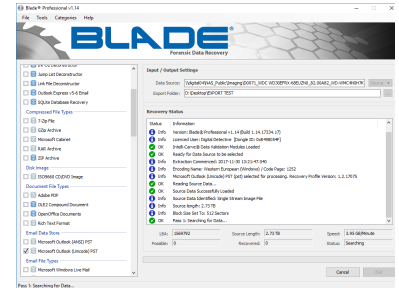 Blade® Professional v1.14
File Tools Categories Help
BLADE®
Forensic Data Recovery
Jump List Deconstructor
Link File Deconstructor
Outlook Express v5-6 Email
SQLite Database Recovery
Compressed File Types
7-Zip File
GZip Archive
Microsoft Cabinet
RAR Archive
ZIP Archive
Disk Image
ISO9660 CD/DVD Image
Document File Types
Adobe PDF
OLE2 Compound Document
OpenOffice Documents
Rich Text Format
Email Data Store
Microsoft Outlook (ANSI) PST
Microsoft Outlook (Unicode) PST
Email File Types
Microsoft Windows Live Mail
Input / Output Settings
Data Source:
Export Folder: D:\Desktop\EXPORT TEST
Recovery Status
Status Information
Info Version: Blade® Professional v1.14 (Build 1.14.17234.17)
Info Licenced User: Digital Detective
OK Intelli-Carve® Data Validation Modules Loaded
OK Ready for Data Source to be selected
Info Extraction Commenced: 2017-11-30
Info Encoding Name: Western European (Windows) / Code Page: 1252
Info Microsoft Outlook (Unicode) PST (pst) selected for processing. Recovery Profile Version: 1.2.17075
OK Reading Source Data...
OK Source Data Successfully Loaded
Info Source Data Identified: Single Stream Image File
Info Source length: 2.73 TB
Info Block Size Set To: 512 Sectors
OK Pass 1: Searching for Data...
LBA: 1569792 Source Length: 2.73 TB Speed: 3.95 GB/Minute
Possible: 0 Recovered: 0 Status: Searching
Cancel Exit
Pass 1: Searching for Data...